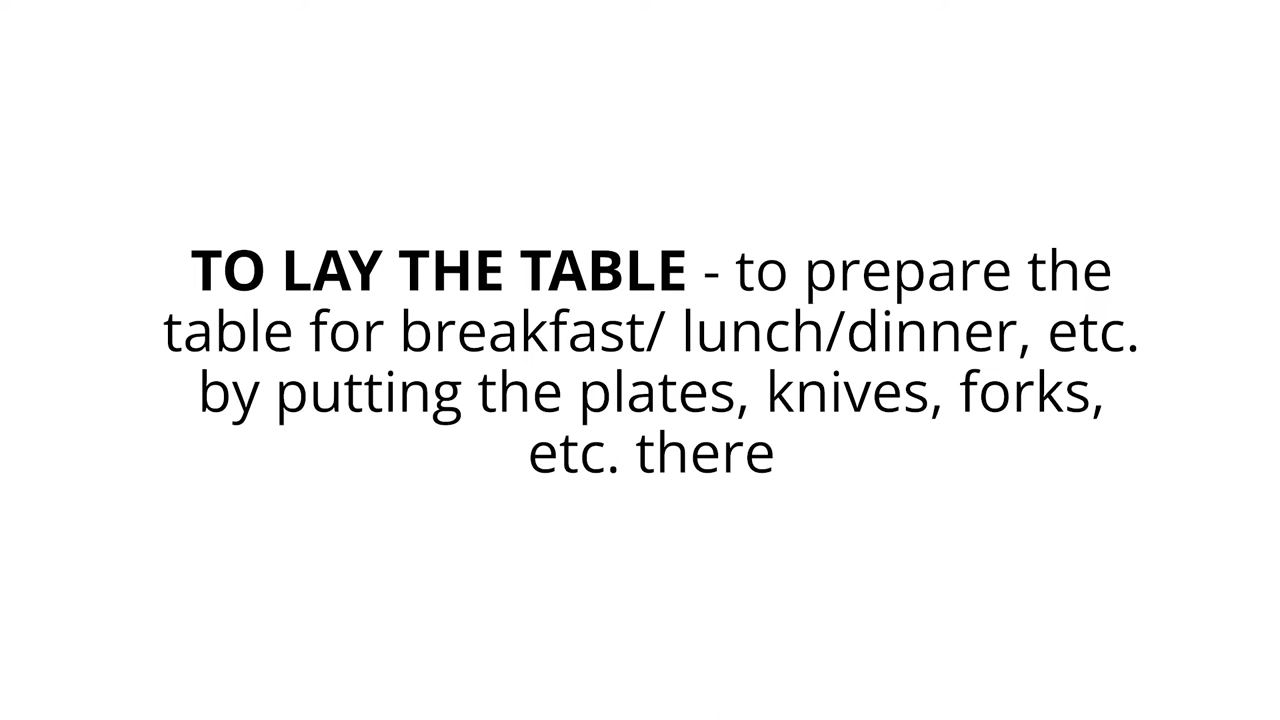 TO LAY THE TABLE - to prepare the
table for breakfast/ lunch/dinner, etc.
by putting the plates, knives, forks,
etc. there